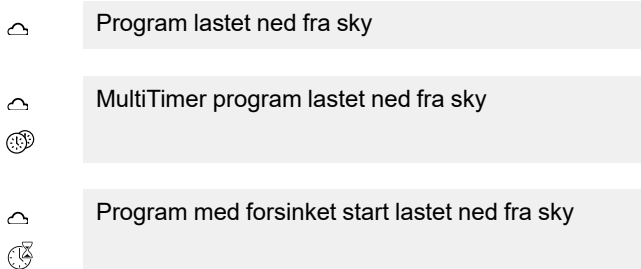 Program lastet ned fra sky
MultiTimer program lastet ned fra sky
Program med forsinket start lastet ned fra sky